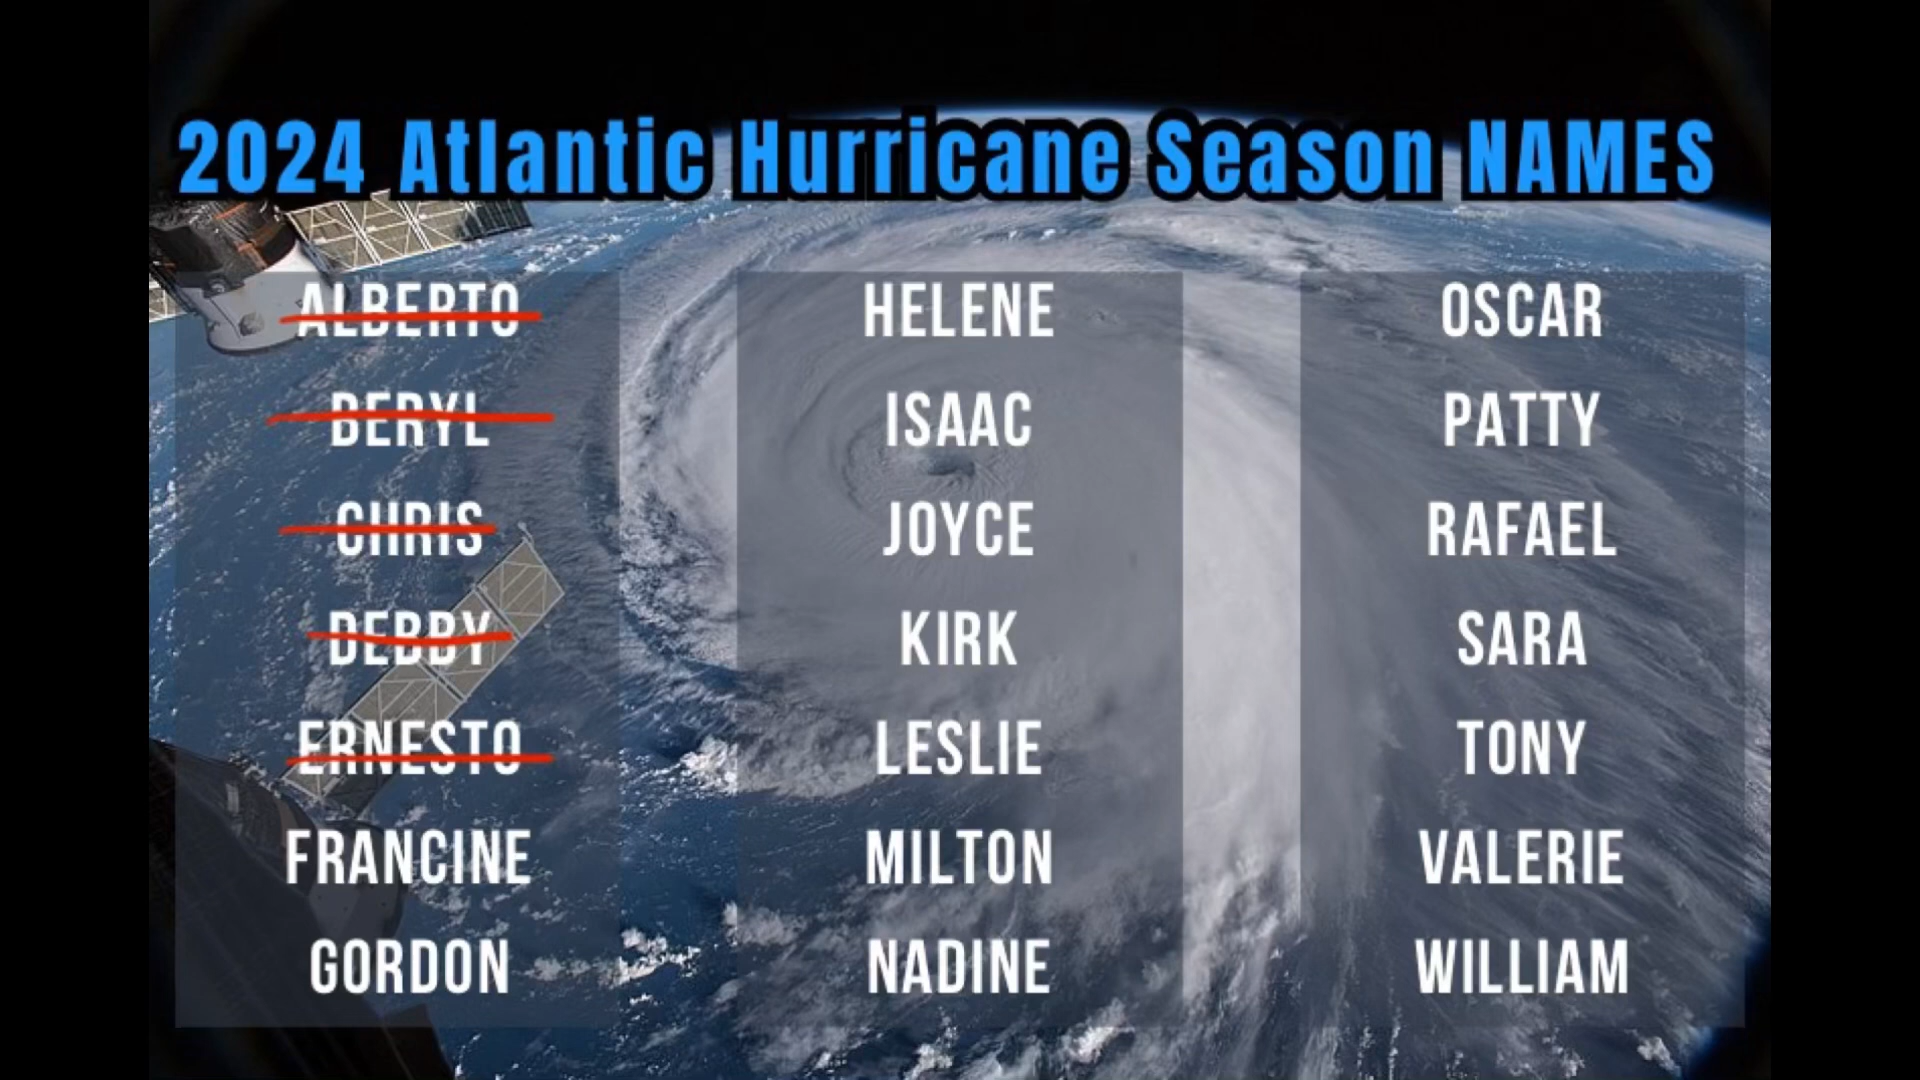 2024 Atlantic Hurricane Season NAMES
ALBERTO
BERYL
CHRIS
DEBBY
ERNESTO
FRANCINE
GORDON
HELENE
ISAAC
JOYCE
KIRK
LESLIE
MILTON
NADINE
OSCAR
PATTY
RAFAEL
SARA
TONY
VALERIE
WILLIAM